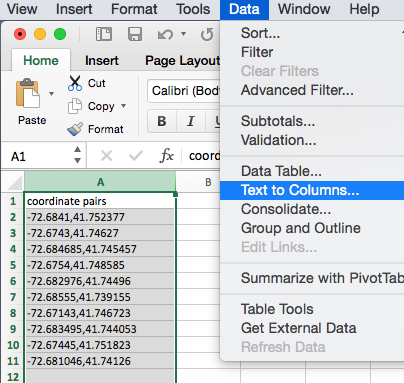 View Insert Format Tools Data Window Help
Home Insert Page Layou
Paste
Cut
Copy
Format
Calibri (Bod
B I
A1
fx coord
A B
1 coordinate pairs
2 -72.6841,41.752377
3 -72.6743,41.74627
4 -72.684685,41.745457
5 -72.6754,41.748585
6 -72.682976,41.74496
7 -72.68555,41.739155
8 -72.67143,41.746723
9 -72.683495,41.744053
10 -72.67445,41.751823
11 -72.681046,41.74126
12
Sort...
Filter
Clear Filters
Advanced Filter...
Subtotals...
Validation...
Data Table...
Text to Columns...
Consolidate...
Group and Outline
Edit Links...
Summarize with PivotTab
Table Tools
Get External Data
Refresh Data